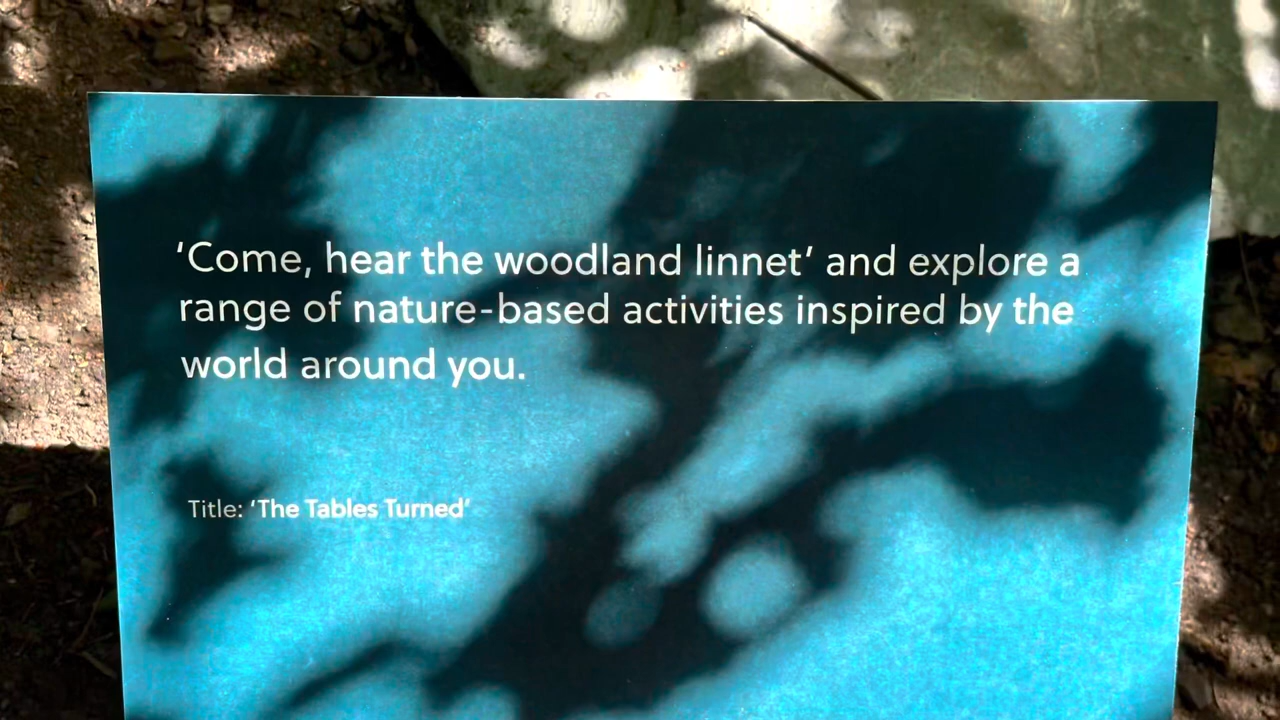 ‘Come, hear the woodland linnet’ and explore a
range of nature-based activities inspired by the
world around you.
Title: ‘The Tables Turned’